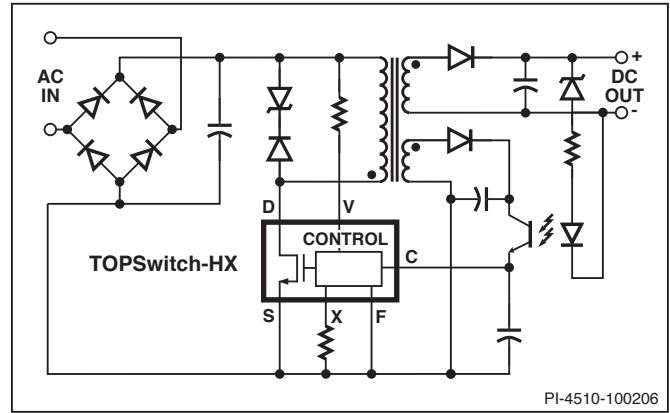 AC
IN
+
DC
OUT
-
D
V
CONTROL
TOPSwitch-HX
C
S
X
F
PI-4510-100206